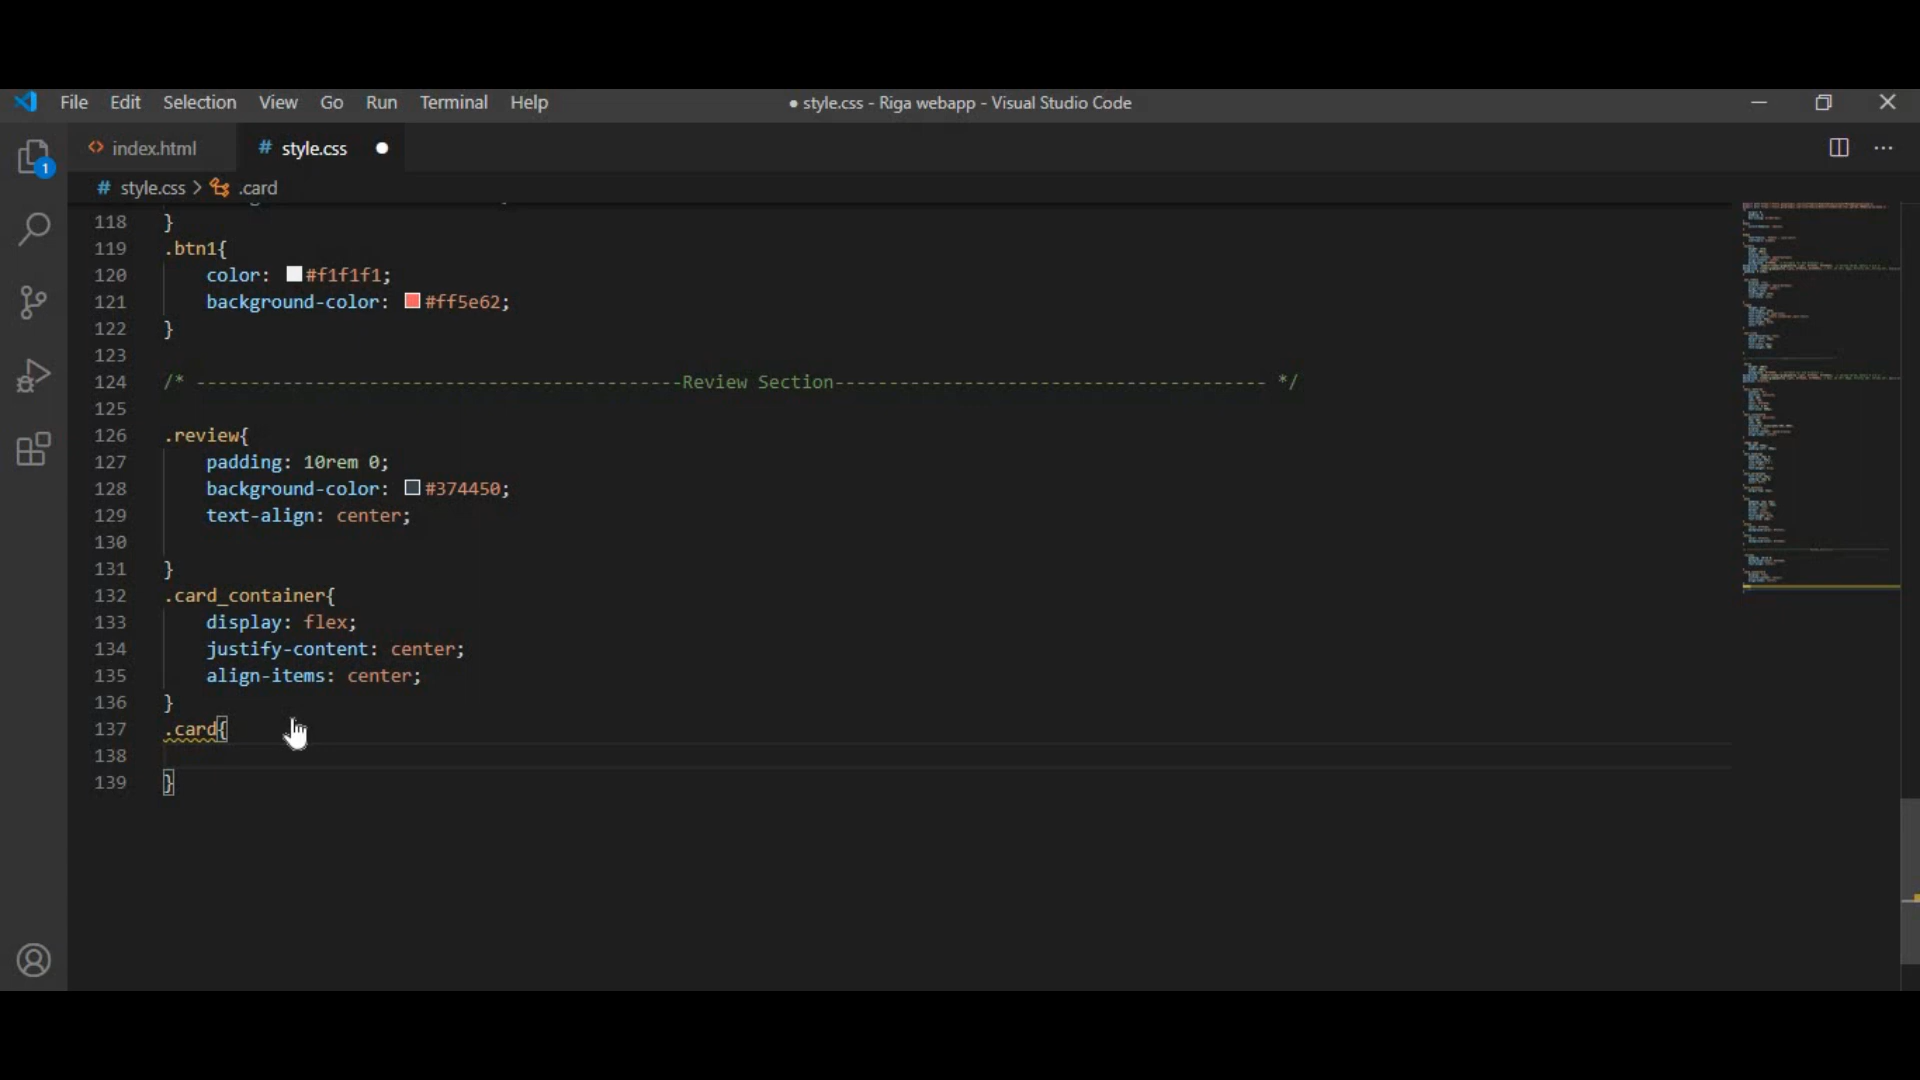 File Edit Selection View Go Run Terminal Help ● style.css - Riga webapp - Visual Studio Code
<> index.html # style.css ●
# style.css > .card
118 }
119 .btn1{
120 color: #f1f1f1;
121 background-color: #ff5e62;
122 }
123
124 /* ---------------------------------------------Review Section---------------------------------------- */
125
126 .review{
127 padding: 10rem 0;
128 background-color: #374450;
129 text-align: center;
130
131 }
132 .card_container{
133 display: flex;
134 justify-content: center;
135 align-items: center;
136 }
137 .card{
138
139 }
1